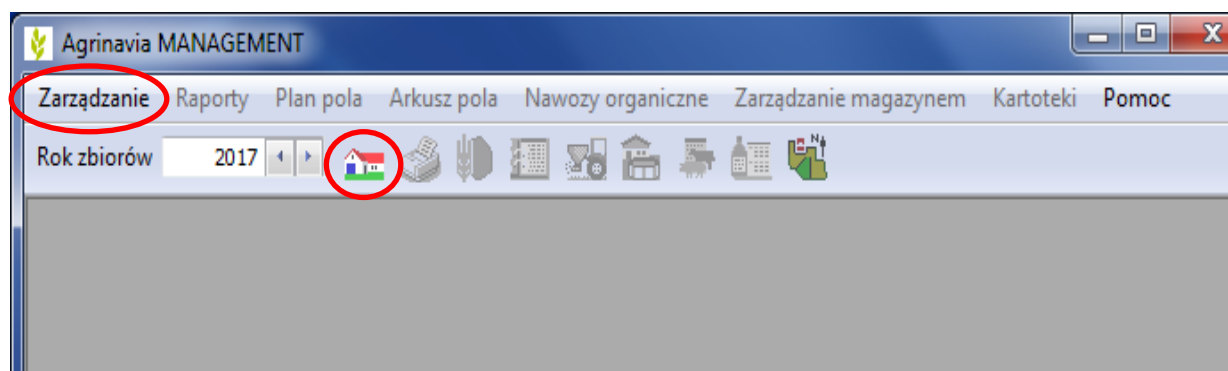 Agrinavia MANAGEMENT
Zarządzanie Raporty Plan pola Arkusz pola Nawozy organiczne Zarządzanie magazynem Kartoteki Pomoc
Rok zbiorów 2017
N